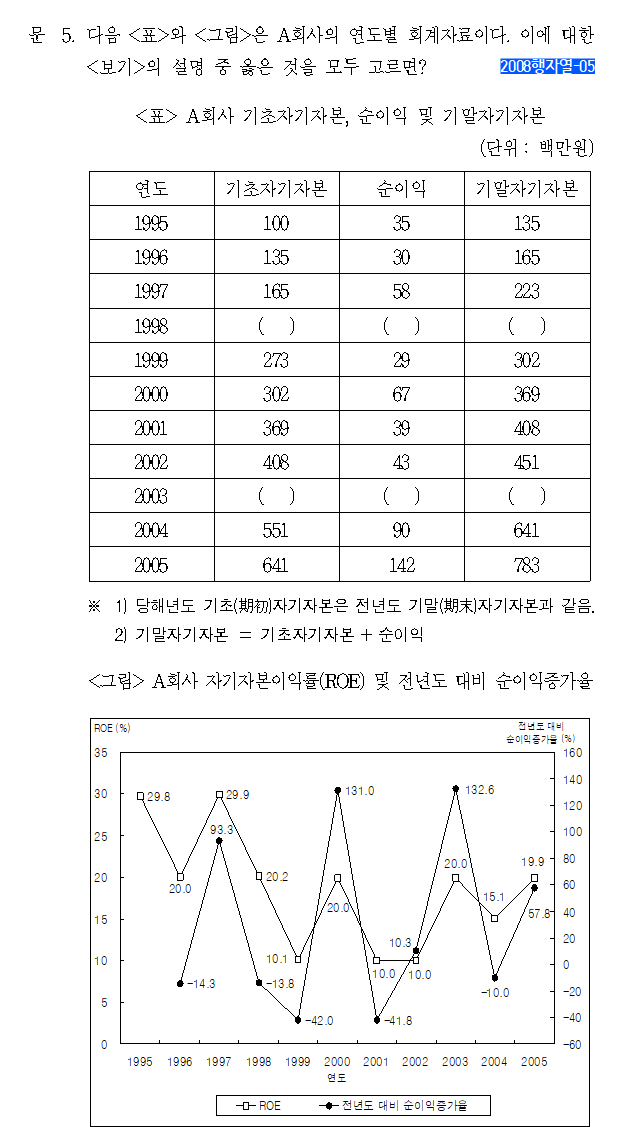 문 5. 다음 <표>와 <그림>은 A회사의 연도별 회계자료이다. 이에 대한
<보기>의 설명 중 옳은 것을 모두 고르면? 2008행자열-05
<표> A회사 기초자기자본, 순이익 및 기말자기자본
(단위 : 백만원)
연도 기초자기자본 순이익 기말자기자본
1995 100 35 135
1996 135 30 165
1997 165 58 223
1998 ( ) ( ) ( )
1999 273 29 302
2000 302 67 369
2001 369 39 408
2002 408 43 451
2003 ( ) ( ) ( )
2004 551 90 641
2005 641 142 783
※ 1) 당해년도 기초(期初)자기자본은 전년도 기말(期末)자기자본과 같음.
2) 기말자기자본 = 기초자기자본 + 순이익
<그림> A회사 자기자본이익률(ROE) 및 전년도 대비 순이익증가율
ROE (%) 전년도 대비
순이익증가율 (%)
35 160
140
30 29.8 29.9 131.0 132.6 120
25 93.3 100
80
20 20.0 20.2 20.0 20.0 19.9 60
15 15.1 57.8 40
10.3 20
10 10.1 10.0 10.0 0
5 -14.3 -13.8 -10.0 -20
-42.0 -41.8 -40
0 -60
1995 1996 1997 1998 1999 2000 2001 2002 2003 2004 2005
연도
ROE 전년도 대비 순이익증가율